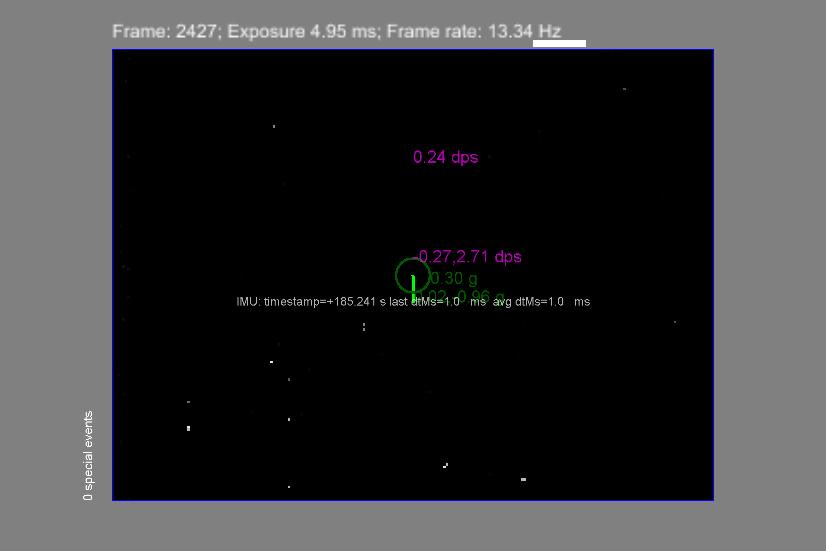 Frame: 2427; Exposure 4.95 ms; Frame rate: 13.34 Hz
0.24 dps
-0.27,2.71 dps
0.30 g
0.96 g
IMU: timestamp=+185.241 s last dtMs=1.0 ms avg dtMs=1.0 ms
0 special events